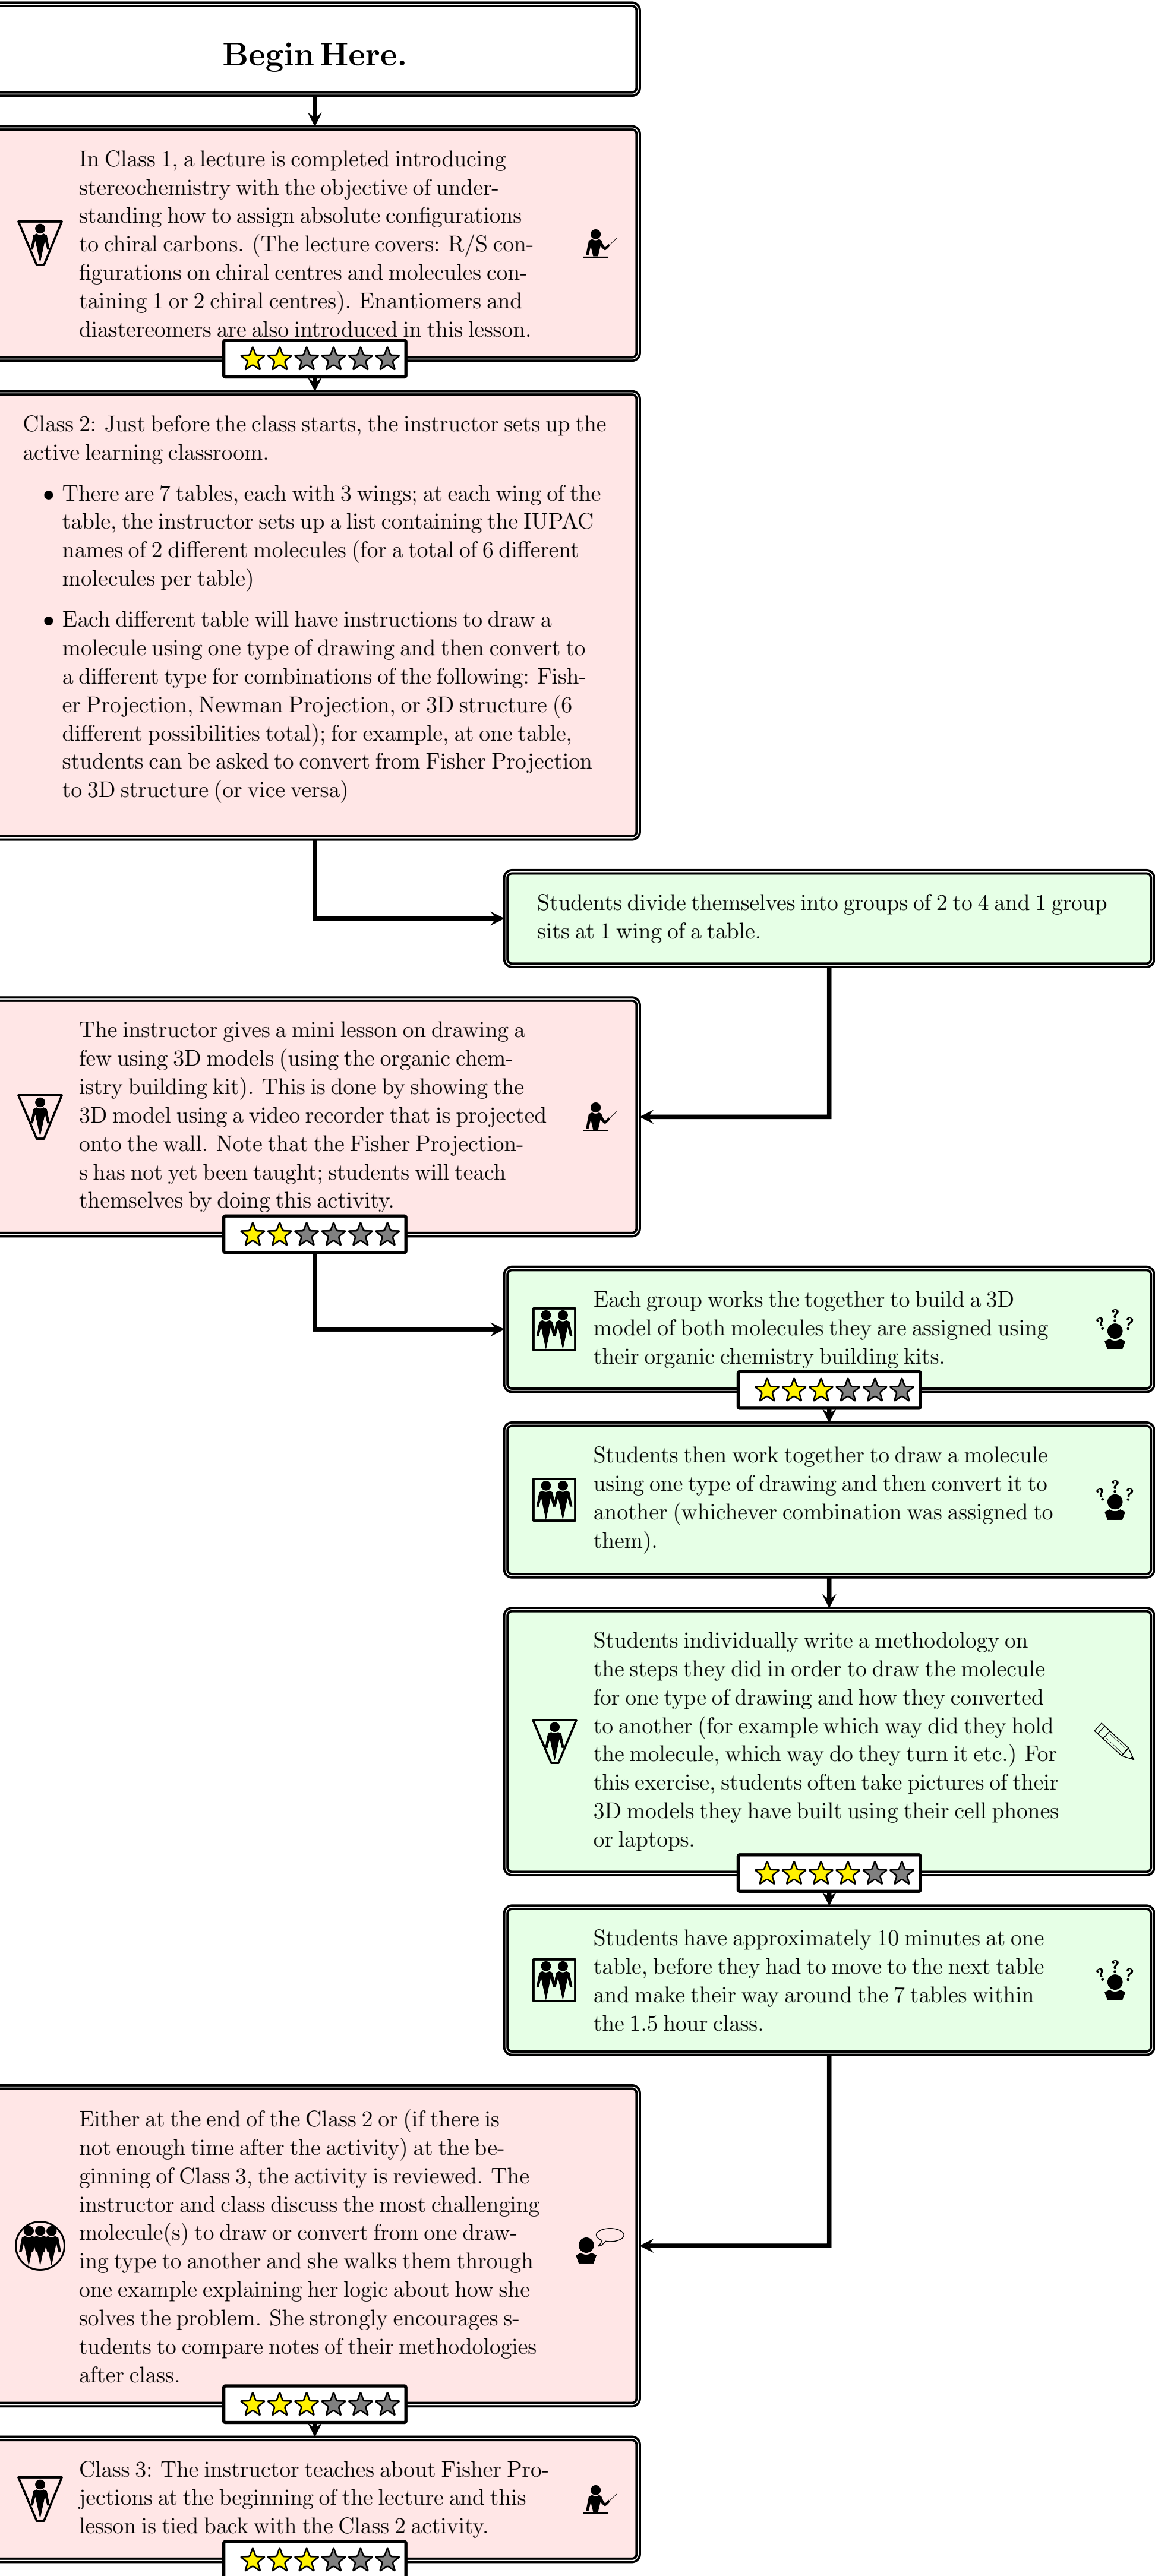 Begin Here.
In Class 1, a lecture is completed introducing
stereochemistry with the objective of under-
standing how to assign absolute configurations
to chiral carbons. (The lecture covers: R/S con-
figurations on chiral centres and molecules con-
taining 1 or 2 chiral centres). Enantiomers and
diastereomers are also introduced in this lesson.
Class 2: Just before the class starts, the instructor sets up the
active learning classroom.
• There are 7 tables, each with 3 wings; at each wing of the
table, the instructor sets up a list containing the IUPAC
names of 2 different molecules (for a total of 6 different
molecules per table)
• Each different table will have instructions to draw a
molecule using one type of drawing and then convert to
a different type for combinations of the following: Fish-
er Projection, Newman Projection, or 3D structure (6
different possibilities total); for example, at one table,
students can be asked to convert from Fisher Projection
to 3D structure (or vice versa)
Students divide themselves into groups of 2 to 4 and 1 group
sits at 1 wing of a table.
The instructor gives a mini lesson on drawing a
few using 3D models (using the organic chem-
istry building kit). This is done by showing the
3D model using a video recorder that is projected
onto the wall. Note that the Fisher Projection-
s has not yet been taught; students will teach
themselves by doing this activity.
Each group works the together to build a 3D
model of both molecules they are assigned using
their organic chemistry building kits.
? ? ?
Students then work together to draw a molecule
using one type of drawing and then convert it to
another (whichever combination was assigned to
them).
? ? ?
Students individually write a methodology on
the steps they did in order to draw the molecule
for one type of drawing and how they converted
to another (for example which way did they hold
the molecule, which way do they turn it etc.) For
this exercise, students often take pictures of their
3D models they have built using their cell phones
or laptops.
Students have approximately 10 minutes at one
table, before they had to move to the next table
and make their way around the 7 tables within
the 1.5 hour class.
? ? ?
Either at the end of the Class 2 or (if there is
not enough time after the activity) at the be-
ginning of Class 3, the activity is reviewed. The
instructor and class discuss the most challenging
molecule(s) to draw or convert from one draw-
ing type to another and she walks them through
one example explaining her logic about how she
solves the problem. She strongly encourages s-
tudents to compare notes of their methodologies
after class.
Class 3: The instructor teaches about Fisher Pro-
jections at the beginning of the lecture and this
lesson is tied back with the Class 2 activity.